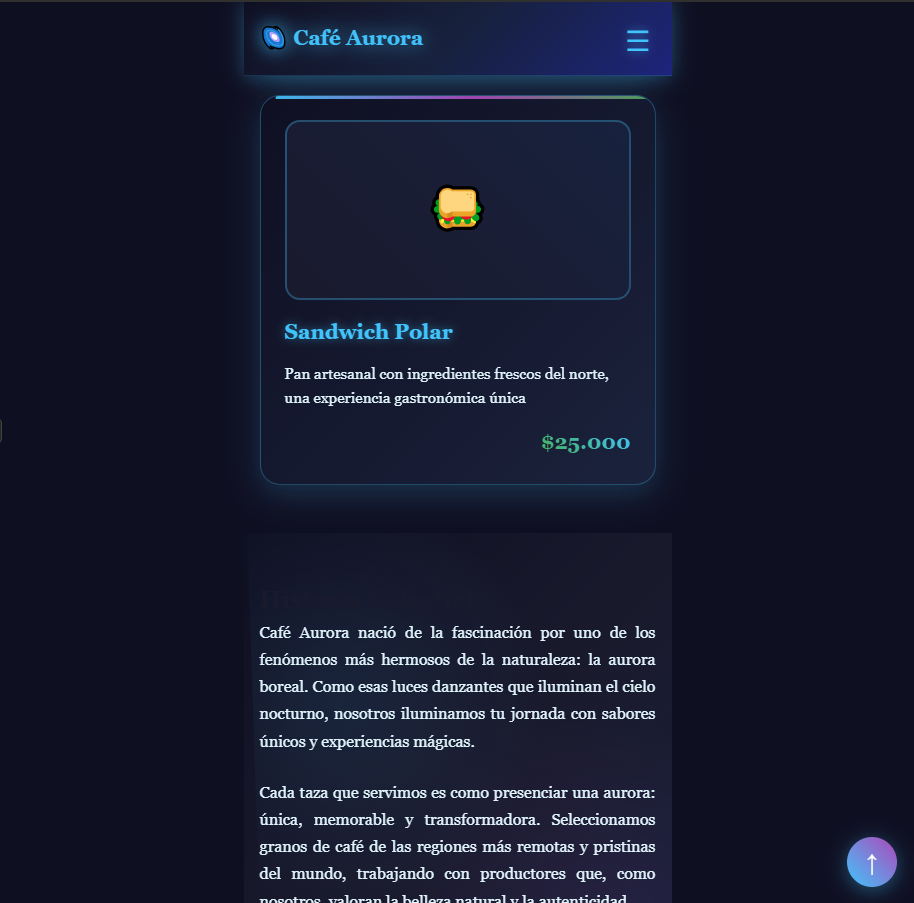 Café Aurora
Sandwich Polar
Pan artesanal con ingredientes frescos del norte,
una experiencia gastronómica única
$25.000
Café Aurora nació de la fascinación por uno de los
fenómenos más hermosos de la naturaleza: la aurora
boreal. Como esas luces danzantes que iluminan el cielo
nocturno, nosotros iluminamos tu jornada con sabores
únicos y experiencias mágicas.
Cada taza que servimos es como presenciar una aurora:
única, memorable y transformadora. Seleccionamos
granos de café de las regiones más remotas y pristinas
del mundo, trabajando con productores que, como
nosotros, valoran la belleza natural y la autenticidad.